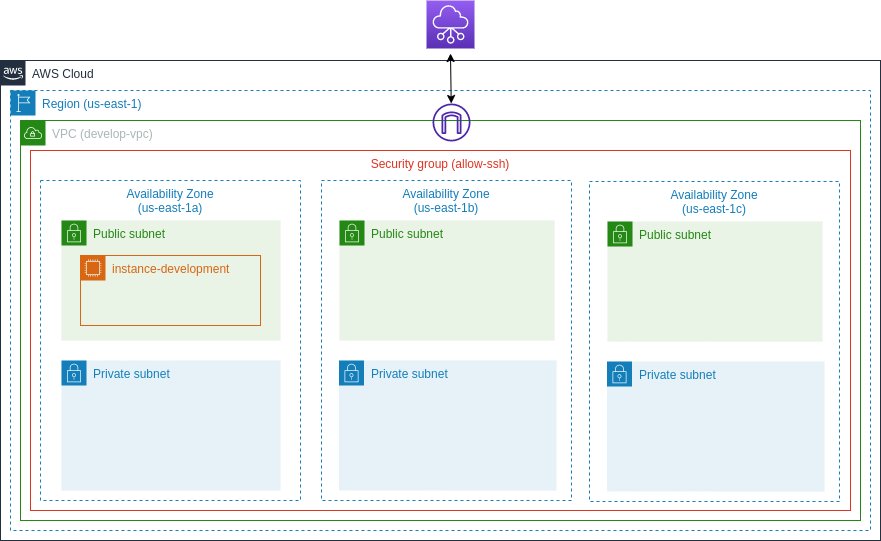 aws
AWS Cloud
Region (us-east-1)
VPC (develop-vpc)
Security group (allow-ssh)
Availability Zone
(us-east-1a)
Availability Zone
(us-east-1b)
Availability Zone
(us-east-1c)
Public subnet
Public subnet
Public subnet
instance-development
Private subnet
Private subnet
Private subnet